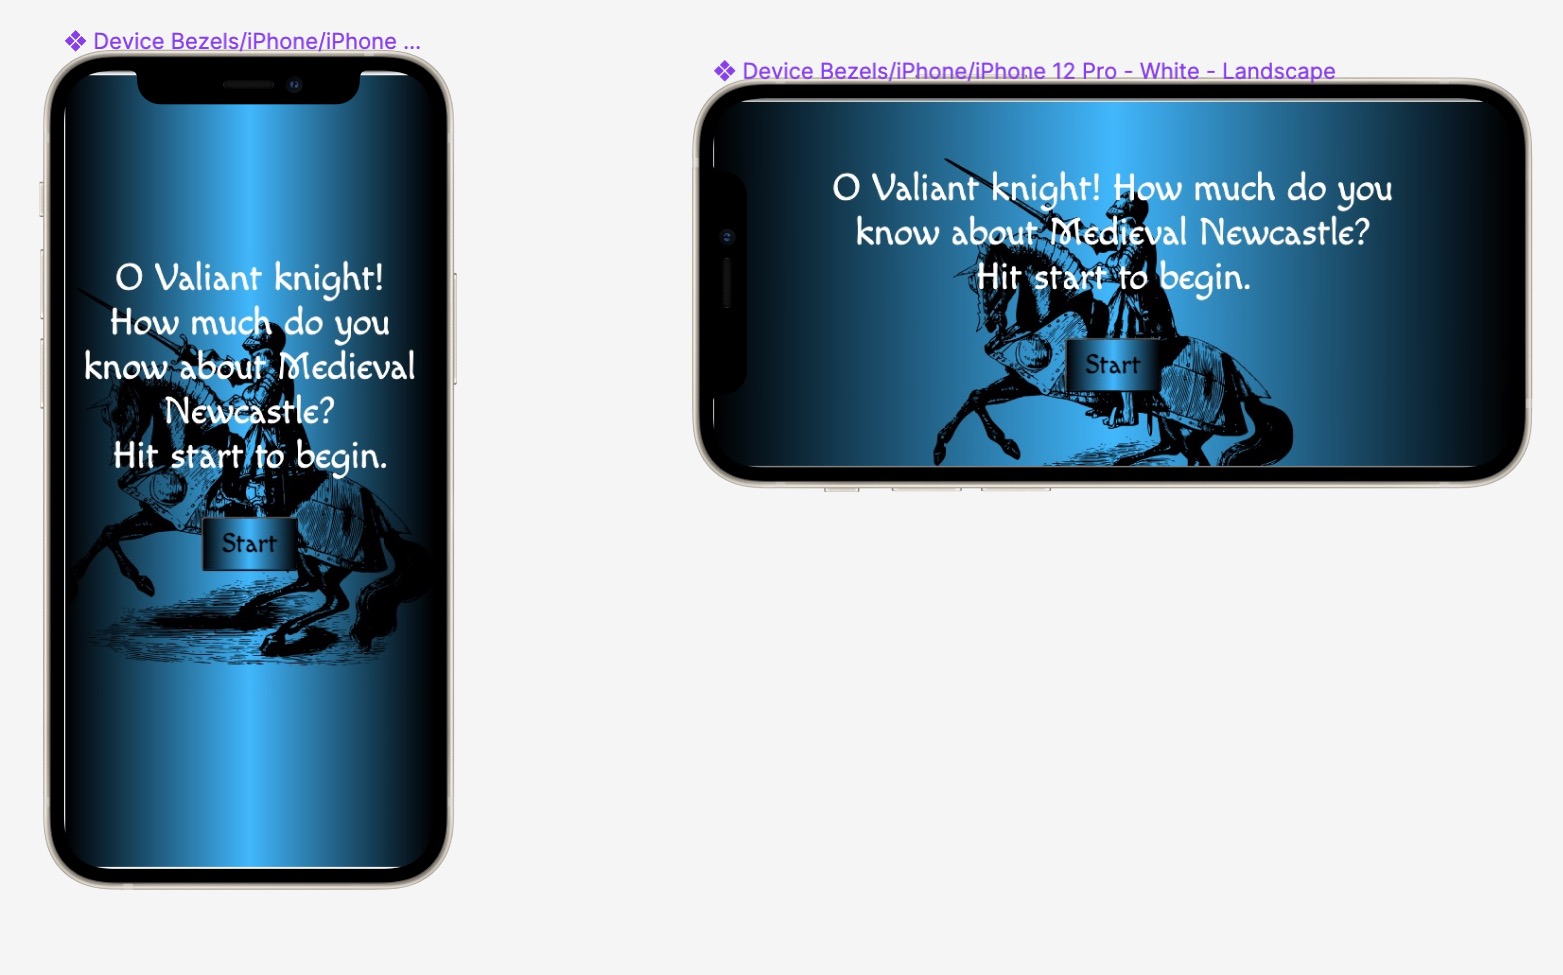 Device Bezels/iPhone/iPhone ...
O Valiant knight!
How much do you
know about Medieval
Newcastle?
Hit start to begin.
Start
Device Bezels/iPhone/iPhone 12 Pro - White - Landscape
O Valiant knight! How much do you
know about Medieval Newcastle?
Hit start to begin.
Start